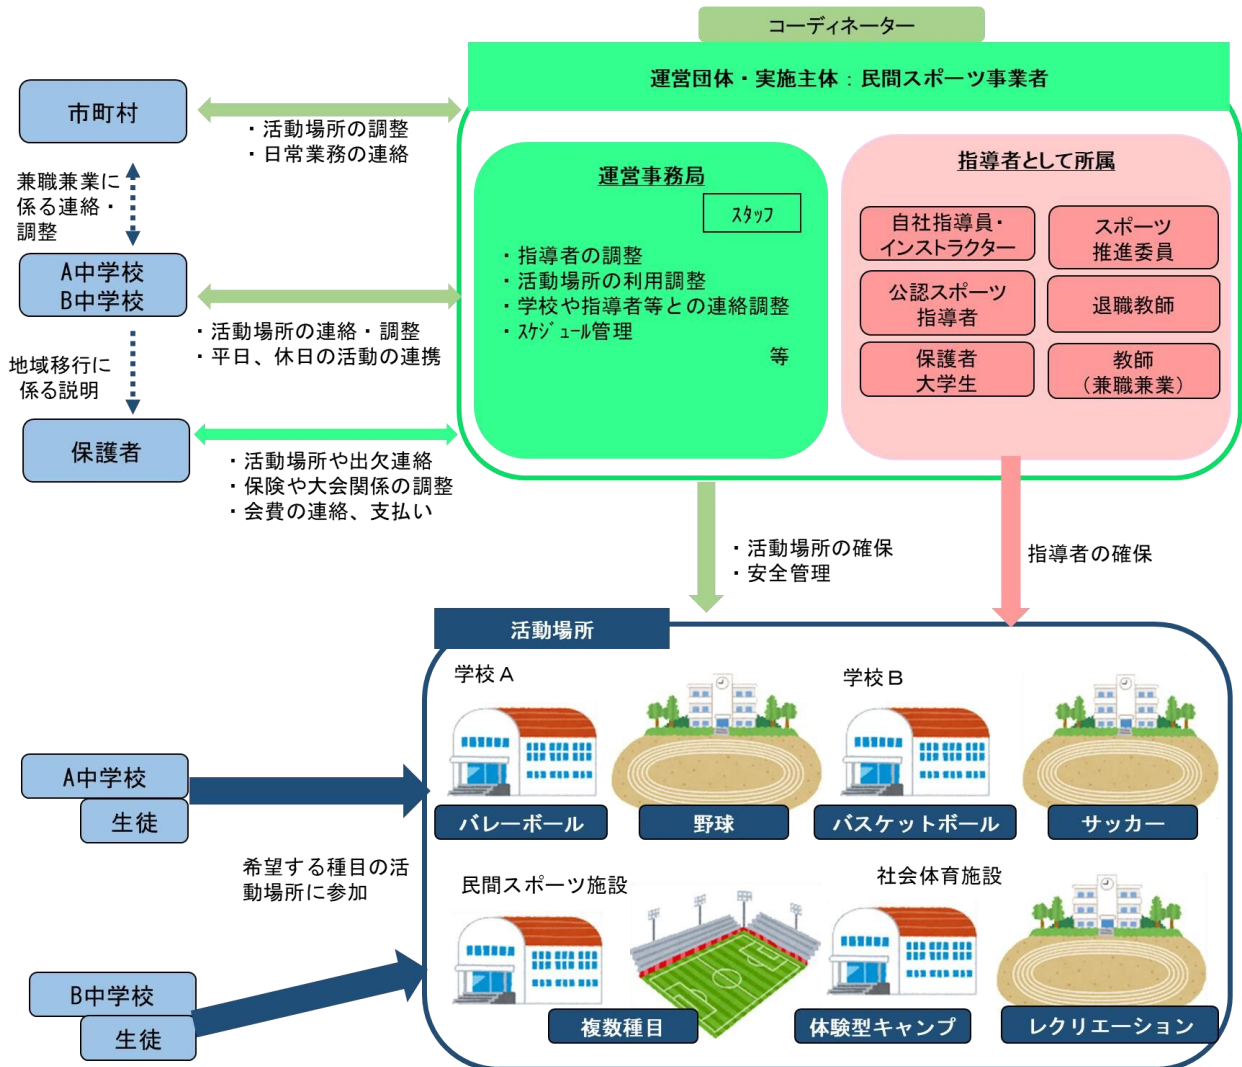 コーディネーター
運営団体・実施主体：民間スポーツ事業者
市町村
・活動場所の調整
・日常業務の連絡
兼職兼業に
係る連絡・
調整
A中学校
B中学校
・活動場所の連絡・調整
・平日、休日の活動の連携
地域移行に
係る説明
保護者
・活動場所や出欠連絡
・保険や大会関係の調整
・会費の連絡、支払い
運営事務局
ｽﾀｯﾌ
・指導者の調整
・活動場所の利用調整
・学校や指導者等との連絡調整
・ｽｹｼﾞｭｰﾙ管理
等
指導者として所属
自社指導員・
インストラクター
スポーツ
推進委員
公認スポーツ
指導者
退職教師
保護者
大学生
教師
（兼職兼業）
・活動場所の確保
・安全管理
指導者の確保
活動場所
学校Ａ
学校Ｂ
バレーボール
野球
バスケットボール
サッカー
A中学校
生徒
希望する種目の活
動場所に参加
民間スポーツ施設
社会体育施設
B中学校
生徒
複数種目
体験型キャンプ
レクリエーション